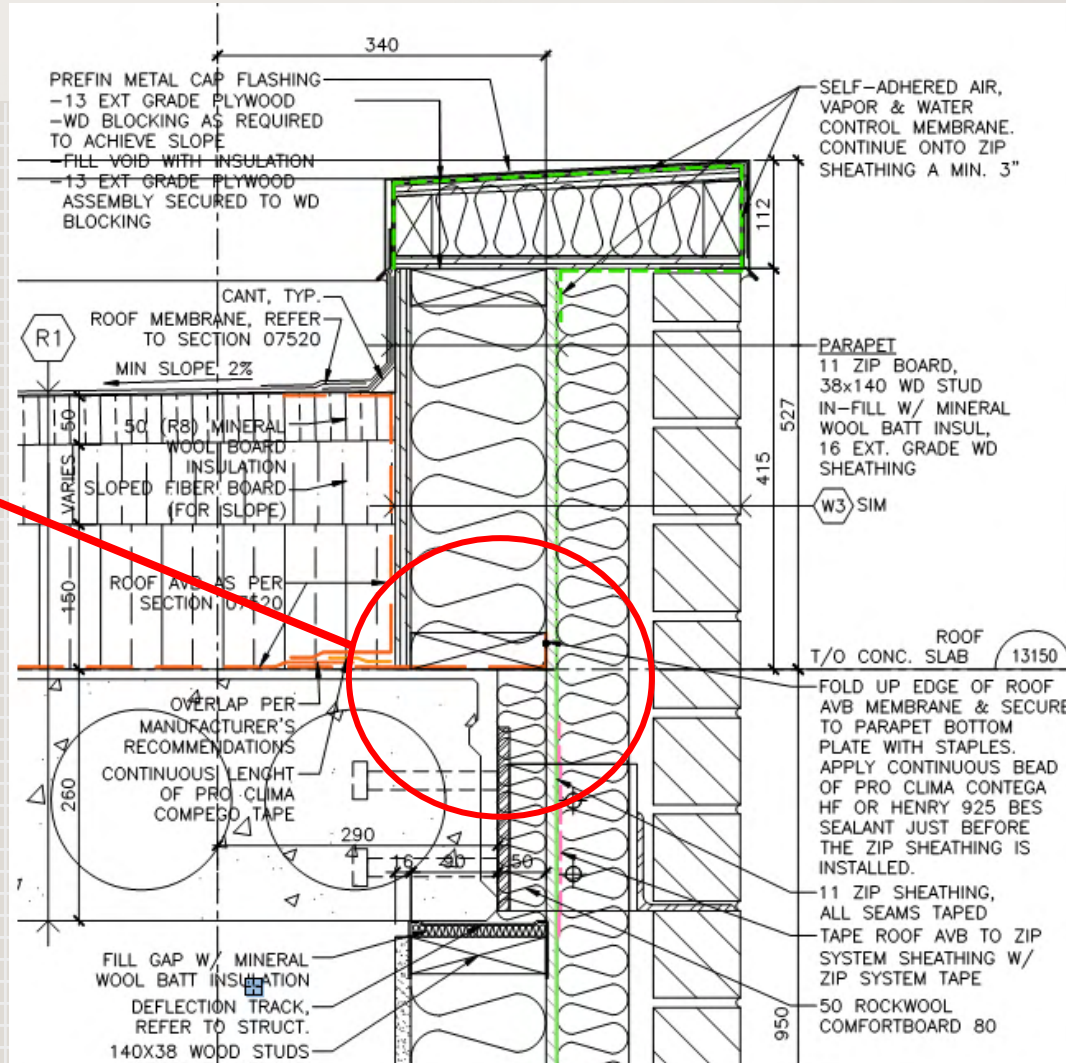 340
PREFIN METAL CAP FLASHING
-13 EXT GRADE PLYWOOD
-WD BLOCKING AS REQUIRED
TO ACHIEVE SLOPE
-FILL VOID WITH INSULATION
-13 EXT GRADE PLYWOOD
ASSEMBLY SECURED TO WD
BLOCKING
SELF-ADHERED AIR,
VAPOR & WATER
CONTROL MEMBRANE.
CONTINUE ONTO ZIP
SHEATHING A MIN. 3"
112
CANT, TYP.
ROOF MEMBRANE, REFER
TO SECTION 07520
R1
MIN SLOPE 2%
PARAPET
11 ZIP BOARD,
38x140 WD STUD
IN-FILL W/ MINERAL
WOOL BATT INSUL,
16 EXT. GRADE WD
SHEATHING
527
415
50
50 (R8) MINERAL
WOOL BOARD
INSULATION
VARIES
SLOPED FIBER BOARD
(FOR SLOPE)
W3 SIM
150
ROOF AVB AS PER
SECTION 07520
ROOF
T/O CONC. SLAB 13150
OVERLAP PER
MANUFACTURER'S
RECOMMENDATIONS
CONTINUOUS LENGHT
OF PRO CLIMA
COMPEGO TAPE
260
290
16 90 50
FOLD UP EDGE OF ROOF
AVB MEMBRANE & SECURE
TO PARAPET BOTTOM
PLATE WITH STAPLES.
APPLY CONTINUOUS BEAD
OF PRO CLIMA CONTEGA
HF OR HENRY 925 BES
SEALANT JUST BEFORE
THE ZIP SHEATHING IS
INSTALLED.
11 ZIP SHEATHING,
ALL SEAMS TAPED
TAPE ROOF AVB TO ZIP
SYSTEM SHEATHING W/
ZIP SYSTEM TAPE
50 ROCKWOOL
COMFORTBOARD 80
FILL GAP W/ MINERAL
WOOL BATT INSULATION
DEFLECTION TRACK,
REFER TO STRUCT.
140X38 WOOD STUDS
950